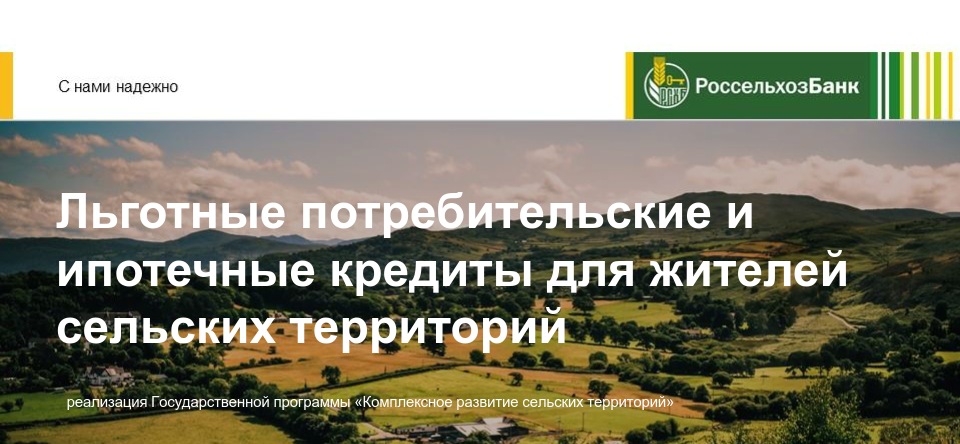 С нами надежно
РоссельхозБанк
Льготные потребительские и
ипотечные кредиты для жителей
сельских территорий
реализация Государственной программы «Комплексное развитие сельских территорий»